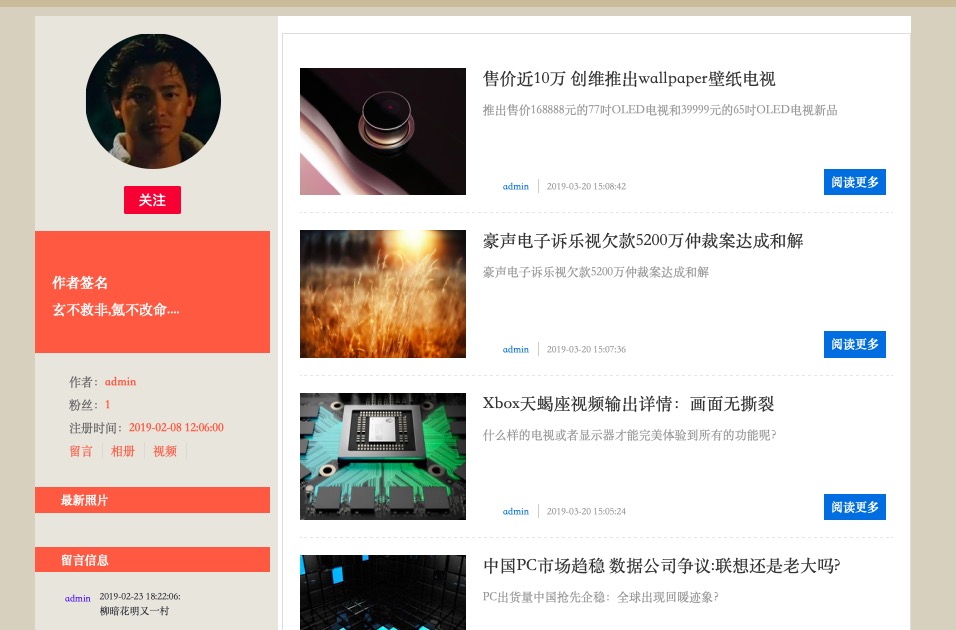 关注
作者签名
玄不救非,氪不改命....
作者：admin
粉丝：1
注册时间：2019-02-08 12:06:00
留言 相册 视频
最新照片
留言信息
admin 2019-02-23 18:22:06:
柳暗花明又一村
售价近10万 创维推出wallpaper壁纸电视
推出售价168888元的77吋OLED电视和39999元的65吋OLED电视新品
admin 2019-03-20 15:08:42 阅读更多
豪声电子诉乐视欠款5200万仲裁案达成和解
豪声电子诉乐视欠款5200万仲裁案达成和解
admin 2019-03-20 15:07:36 阅读更多
Xbox天蝎座视频输出详情：画面无撕裂
什么样的电视或者显示器才能完美体验到所有的功能呢?
admin 2019-03-20 15:05:24 阅读更多
中国PC市场趋稳 数据公司争议:联想还是老大吗?
PC出货量中国抢先企稳：全球出现回暖迹象?